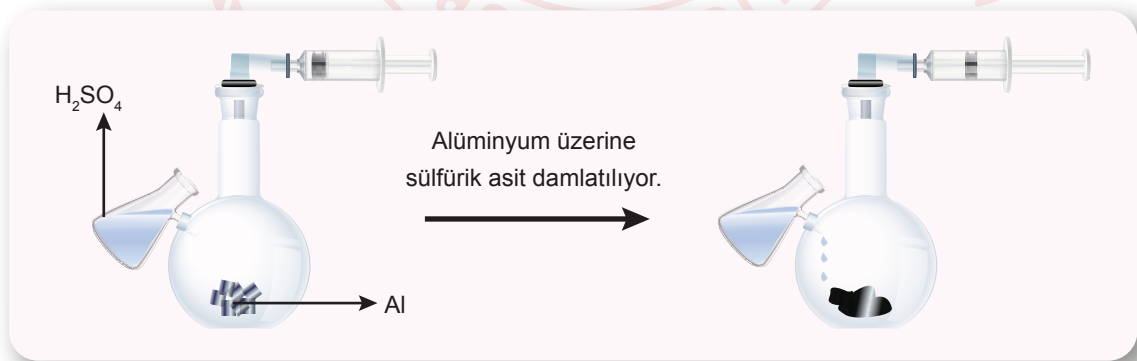 H₂SO₄
Alüminyum üzerine
sülfürik asit damlatılıyor.
Al